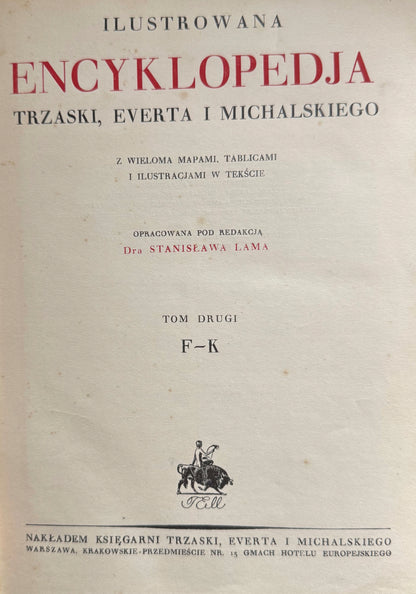 ILUSTROWANA
ENCYKLOPEDJA
TRZASKI, EVERTA I MICHALSKIEGO
Z WIELOMA MAPAMI, TABLICAMI
I ILUSTRACJAMI W TEKŚCIE
OPRACOWANA POD REDAKCJĄ
Dra STANISŁAWA LAMA
TOM DRUGI
F–K
NAKŁADEM KSIĘGARNI TRZASKI, EVERTA I MICHALSKIEGO
WARSZAWA, KRAKOWSKIE-PRZEDMIEŚCIE NR. 15 GMACH HOTELU EUROPEJSKIEGO